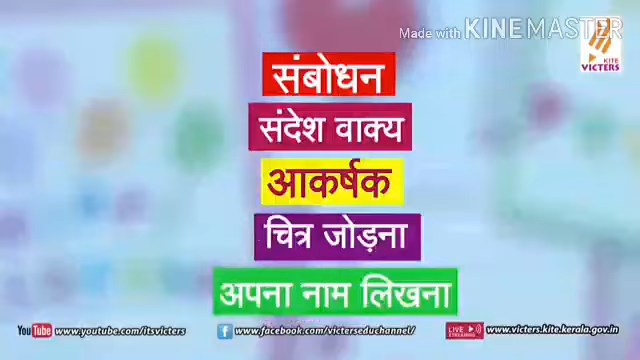 Made with KINEMASTER
KITE
VICTERS
संबोधन
संदेश वाक्य
आकर्षक
चित्र जोड़ना
अपना नाम लिखना
YouTube www.youtube.com/itsvicters
f www.facebook.com/victerseduchannel/
LIVE STREAMING www.victers.kite.kerala.gov.in